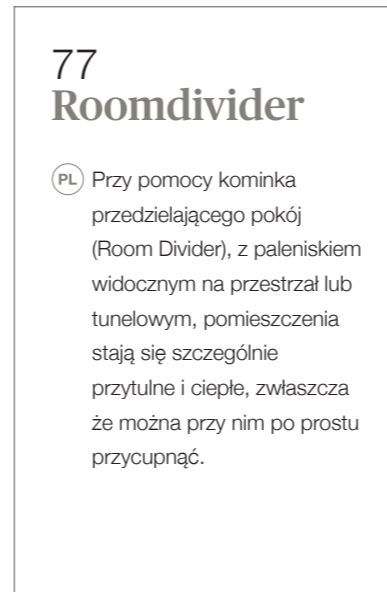 77
Roomdivider
PL Przy pomocy kominka
przedzielającego pokój
(Room Divider), z paleniskiem
widocznym na przestrzał lub
tunelowym, pomieszczenia
stają się szczególnie
przytulne i ciepłe, zwłaszcza
że można przy nim po prostu
przycupnąć.